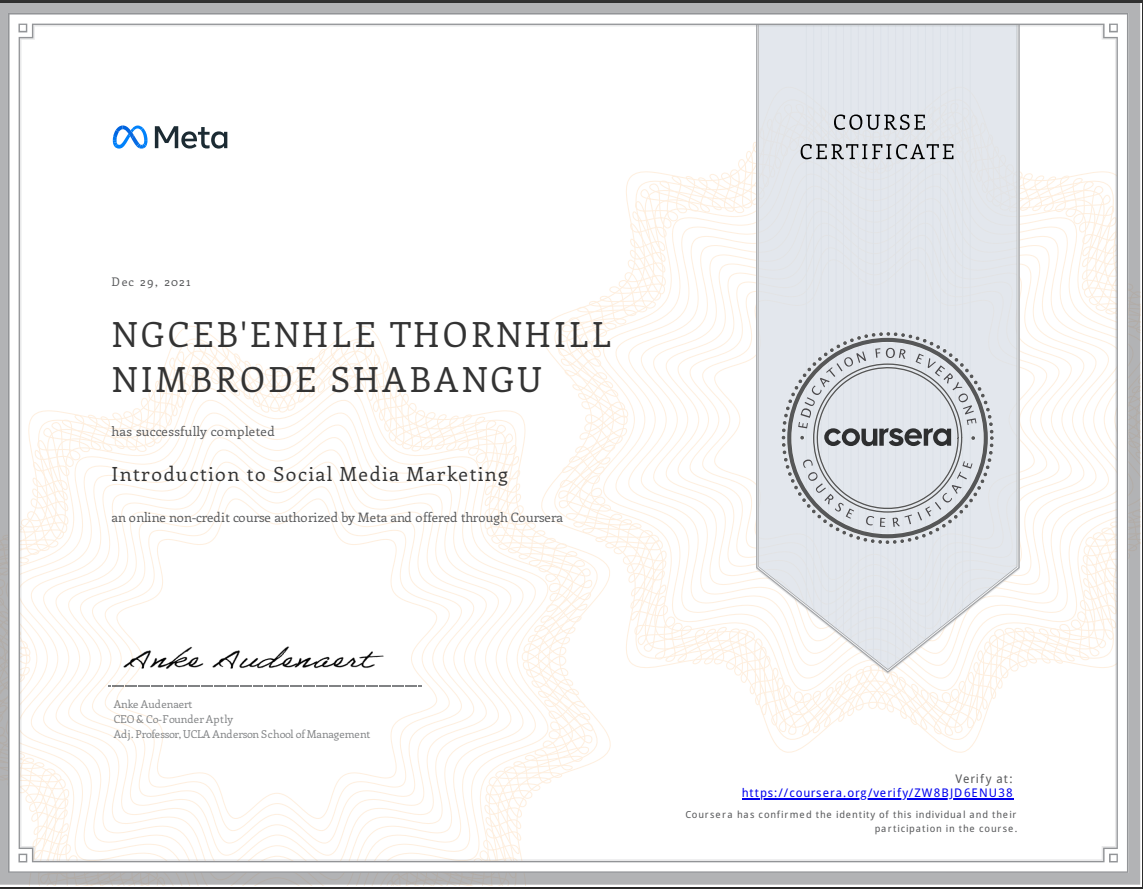 Meta
COURSE
CERTIFICATE
Dec 29, 2021
NGCEB'ENHLE THORNHILL
NIMBRODE SHABANGU
has successfully completed
Introduction to Social Media Marketing
an online non-credit course authorized by Meta and offered through Coursera
EDUCATION FOR EVERYONE
coursera
COURSE CERTIFICATE
Anke Audenaert
Anke Audenaert
CEO & Co-Founder Aptly
Adj. Professor, UCLA Anderson School of Management
Verify at:
https://coursera.org/verify/ZW8BJD6ENU38
Coursera has confirmed the identity of this individual and their
participation in the course.